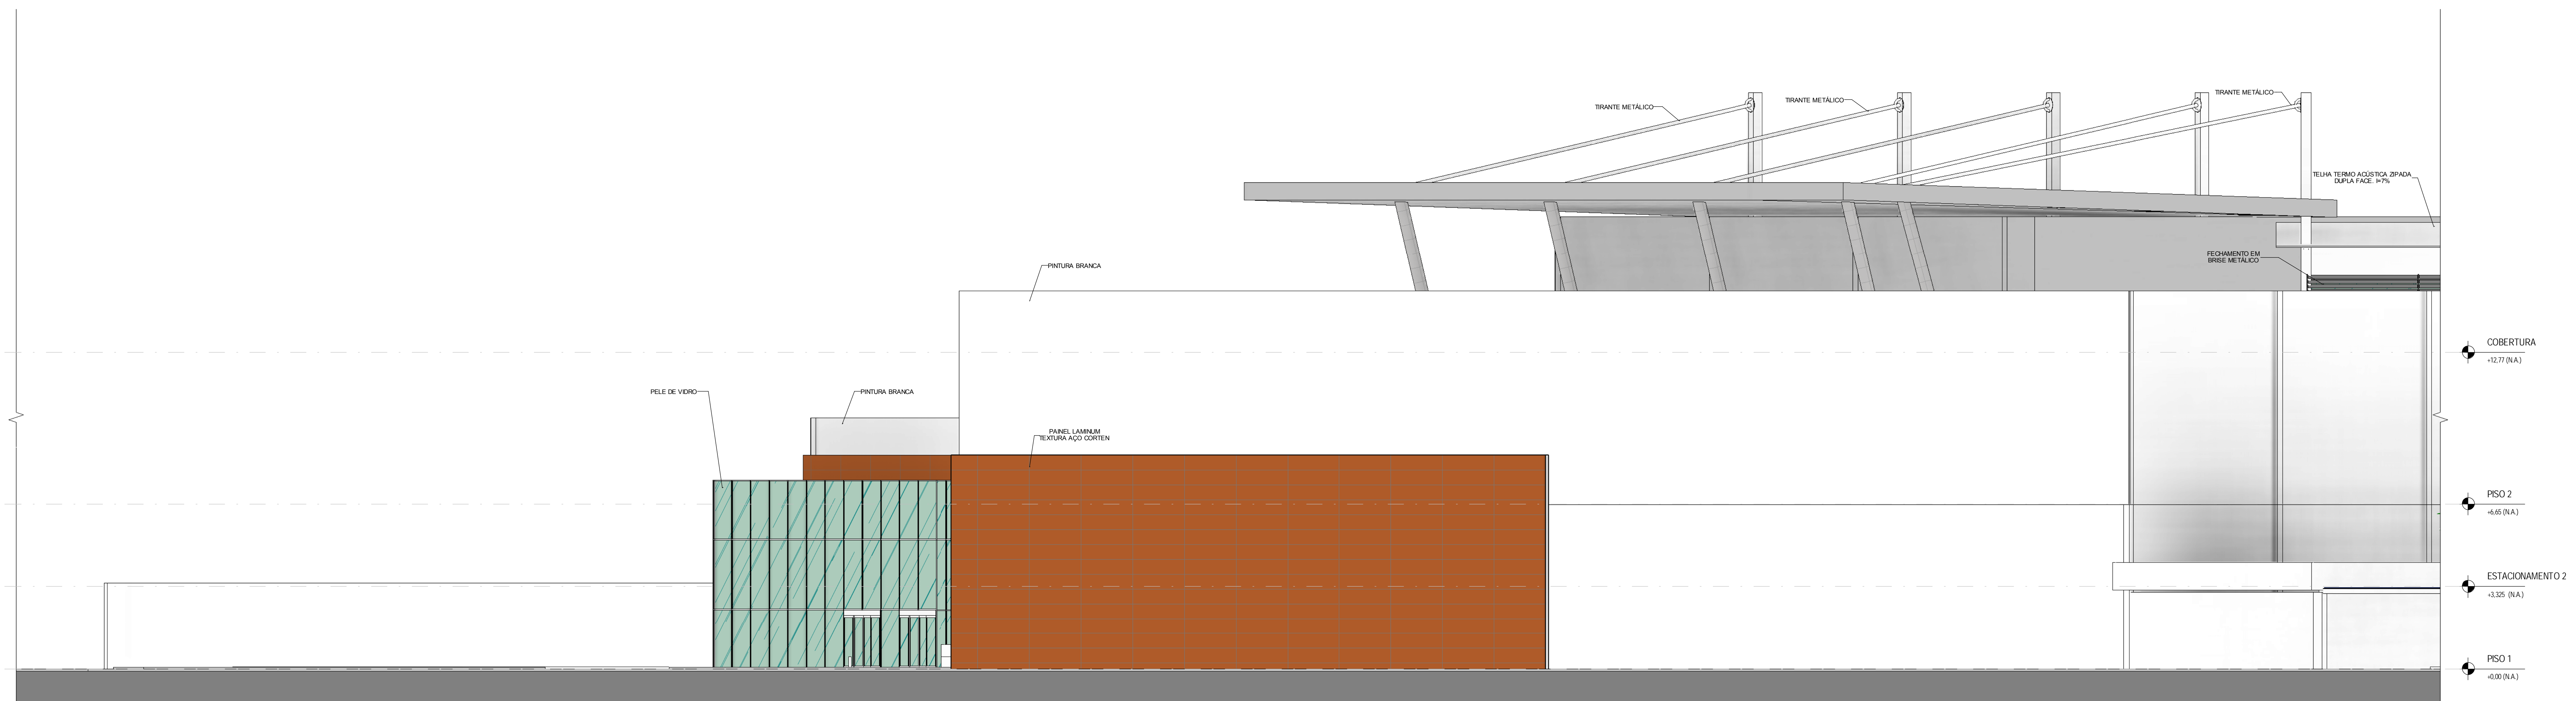 TIRANTE METÁLICO
TIRANTE METÁLICO
TIRANTE METÁLICO
TELHA TERMO ACÚSTICA ZIPADA
DUPLA FACE. I=7%
FECHAMENTO EM
BRISE METÁLICO
PINTURA BRANCA
COBERTURA
+12,77 (N.A.)
PELE DE VIDRO
PINTURA BRANCA
PAINEL LAMINUM
TEXTURA AÇO CORTEN
PISO 2
+6,65 (N.A.)
ESTACIONAMENTO 2
+3,325 (N.A.)
PISO 1
+0,00 (N.A.)